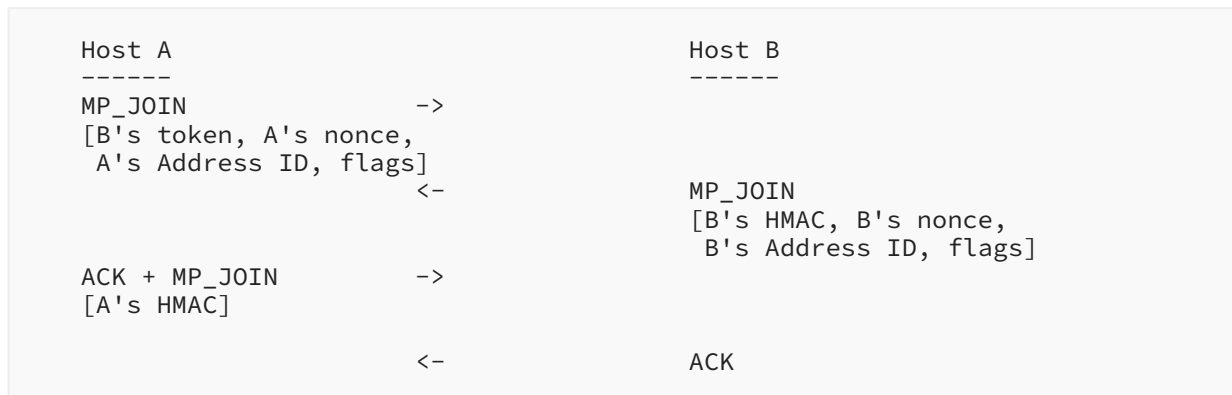 Host A                                  Host B
------                                  ------
MP_JOIN               ->
[B's token, A's nonce,
 A's Address ID, flags]
                      <-                MP_JOIN
                                        [B's HMAC, B's nonce,
                                         B's Address ID, flags]
ACK + MP_JOIN         ->
[A's HMAC]
                      <-                ACK